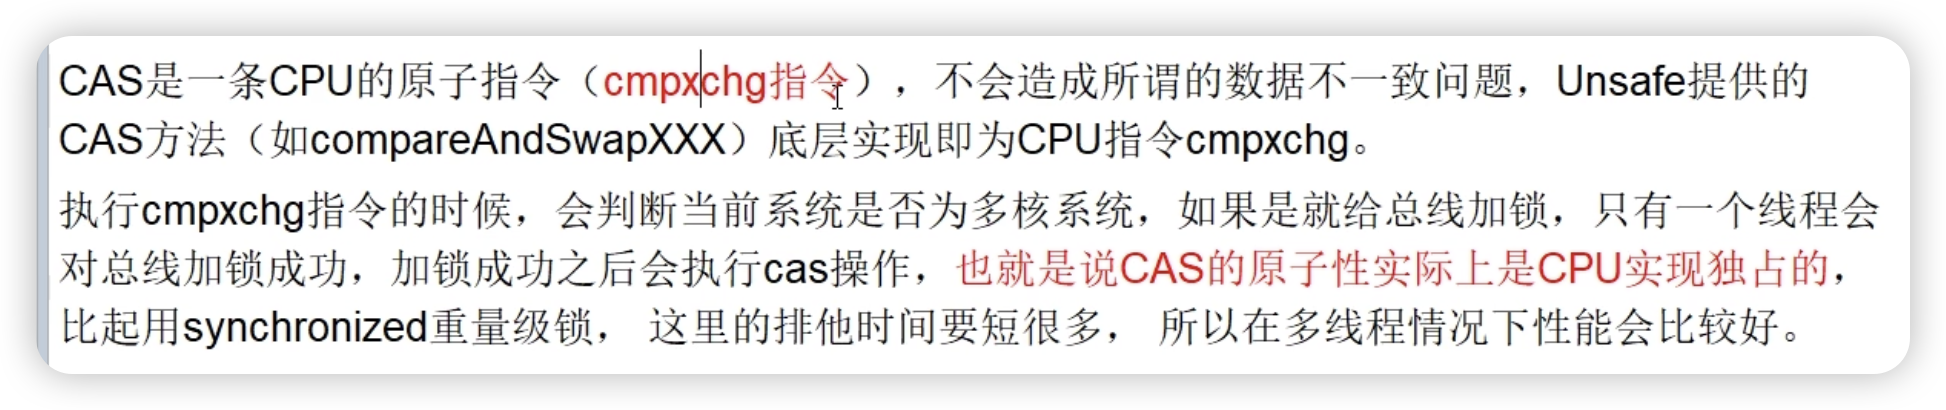 CAS是一条CPU的原子指令（cmpxchg指令），不会造成所谓的数据不一致问题，Unsafe提供的
CAS方法（如compareAndSwapXXX）底层实现即为CPU指令cmpxchg。
执行cmpxchg指令的时候，会判断当前系统是否为多核系统，如果是就给总线加锁，只有一个线程会
对总线加锁成功，加锁成功之后会执行cas操作，也就是说CAS的原子性实际上是CPU实现独占的，
比起用synchronized重量级锁， 这里的排他时间要短很多， 所以在多线程情况下性能会比较好。